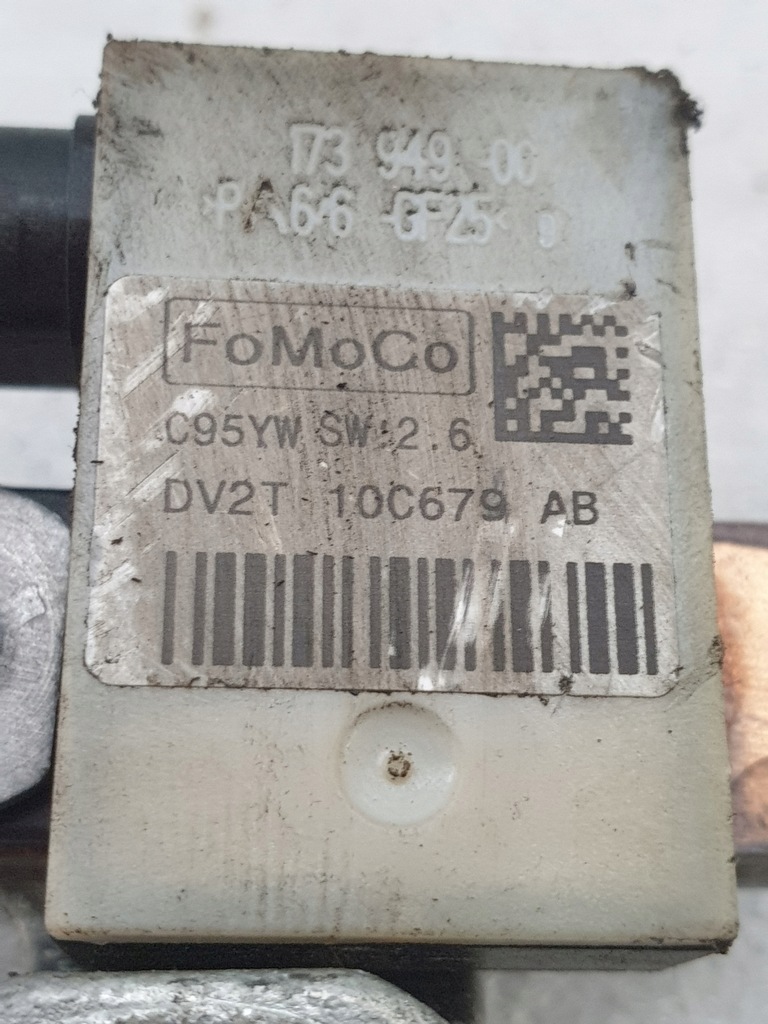 173 949-00
>PA66-GF25<
FoMoCo
C95YW SW:2.6
DV2T 10C679 AB